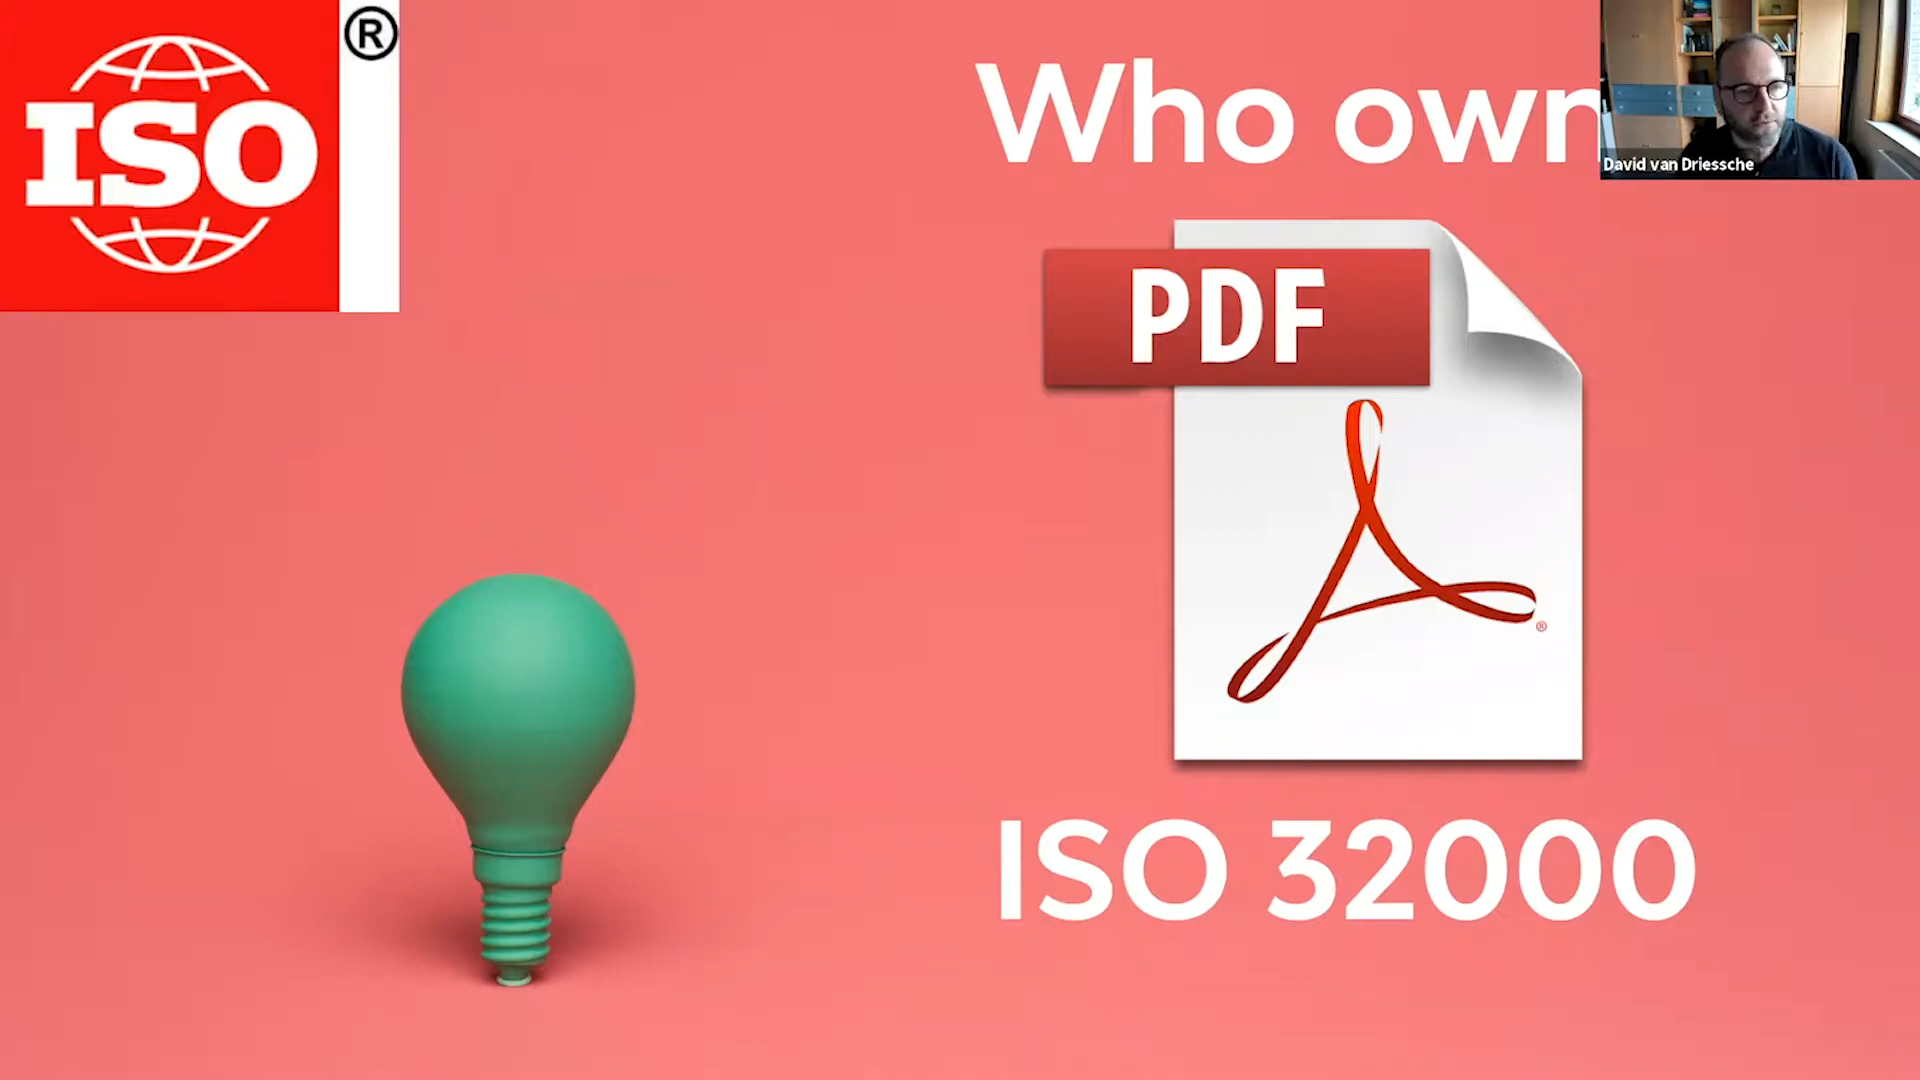 ISO
®
Who own
David van Driessche
PDF
®
ISO 32000